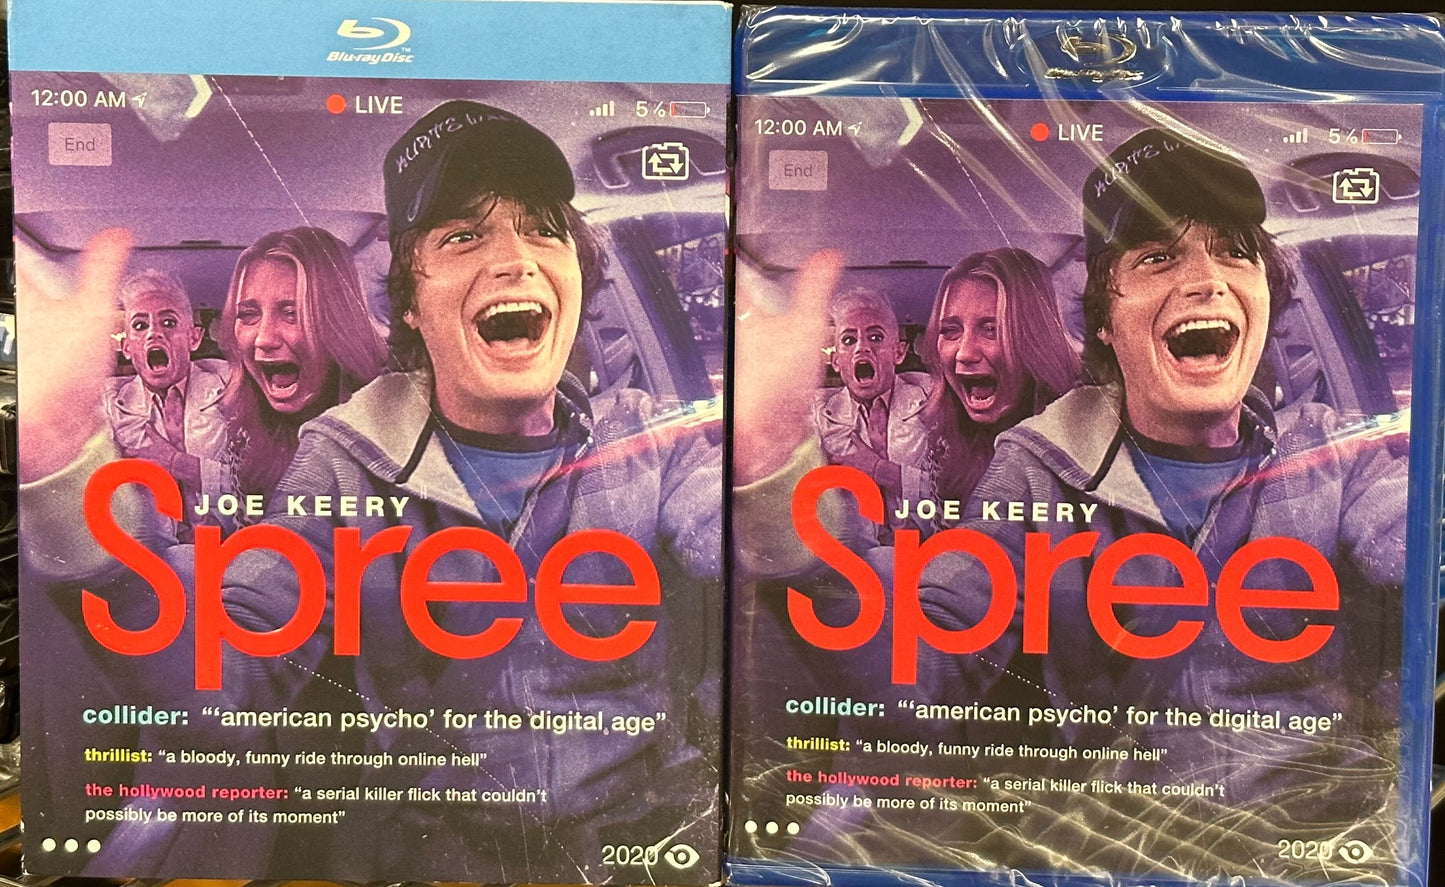 Blu-ray Disc™
12:00 AM
LIVE
5%
End
JOE KEERY
Spree
collider: “‘american psycho’ for the digital age”
thrillist: “a bloody, funny ride through online hell”
the hollywood reporter: “a serial killer flick that couldn’t
possibly be more of its moment”
2020
Blu-ray Disc
12:00 AM
LIVE
5%
End
JOE KEERY
Spree
collider: “‘american psycho’ for the digital age”
thrillist: “a bloody, funny ride through online hell”
the hollywood reporter: “a serial killer flick that couldn’t
possibly be more of its moment”
2020